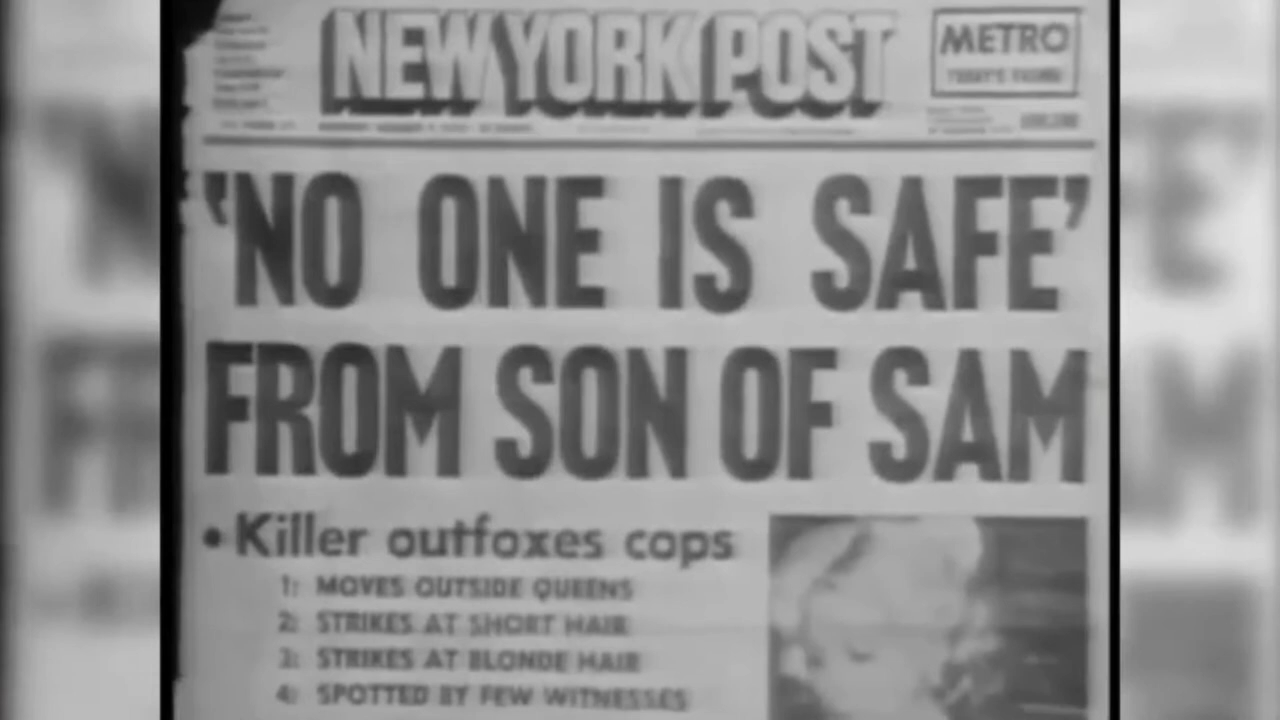 NEW YORK POST
METRO
'NO ONE IS SAFE'
FROM SON OF SAM
• Killer outfoxes cops
1: MOVES OUTSIDE QUEENS
2: STRIKES AT SHORT HAIR
3: STRIKES AT BLONDE HAIR
4: SPOTTED BY FEW WITNESSES